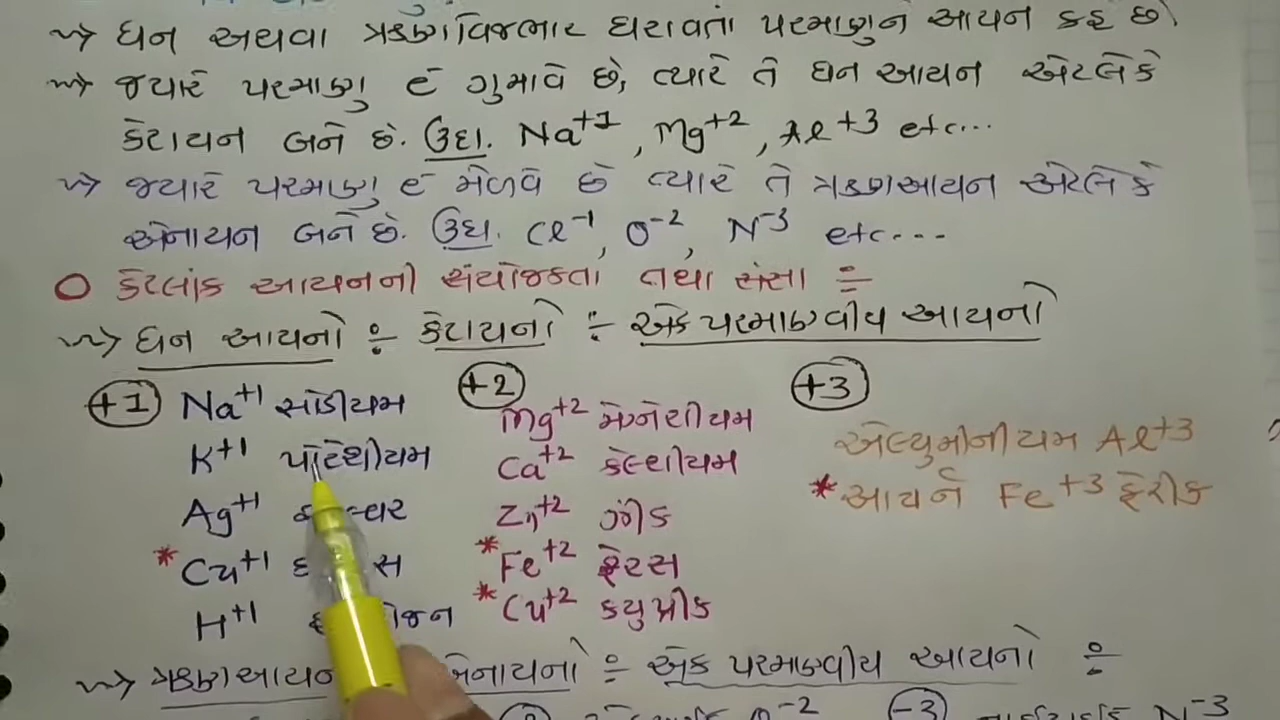 ~~> ધન અથવા ઋણવિજભાર ધરાવતા પરમાણુને આયન કહે છે.
~~> જ્યારે પરમાણુ e⁻ ગુમાવે છે, ત્યારે તે ધન આયન એટલે કે
કેટાયન બને છે. ઉદા. Na+1, Mg+2, Al+3 etc...
~~> જ્યારે પરમાણુ e⁻ મેળવે છે ત્યારે તે ઋણઆયન એટલે કે
એનાયન બને છે. ઉદા. Cl-1, O-2, N-3 etc...
O કેટલાંક આયનની સંયોજકતા તથા સંજ્ઞા ÷
~~> ધન આયનો ÷ કેટાયનો ÷ એક પરમાણ્વીય આયનો
+1 +2 +3
Na+1 સોડીયમ Mg+2 મેગ્નેશીયમ એલ્યુમીનીયમ Al+3
K+1 પોટેશીયમ Ca+2 કેલ્શીયમ * આયર્ન Fe+3 ફેરીક
Ag+1 Zn+2 ઝીંક
* Cu+1 * Fe+2 ફેરસ
H+1 * Cu+2 ક્યુપ્રીક
~~> ઋણઆયન ÷ એક પરમાણ્વીય આયનો ÷
O-2 -3 N-3